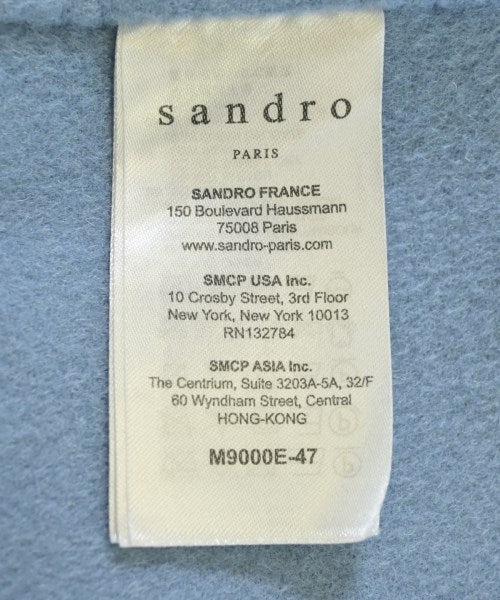 sandro
PARIS
SANDRO FRANCE
150 Boulevard Haussmann
75008 Paris
www.sandro-paris.com
SMCP USA Inc.
10 Crosby Street, 3rd Floor
New York, New York 10013
RN132784
SMCP ASIA Inc.
The Centrium, Suite 3203A-5A, 32/F
60 Wyndham Street, Central
HONG-KONG
M9000E-47